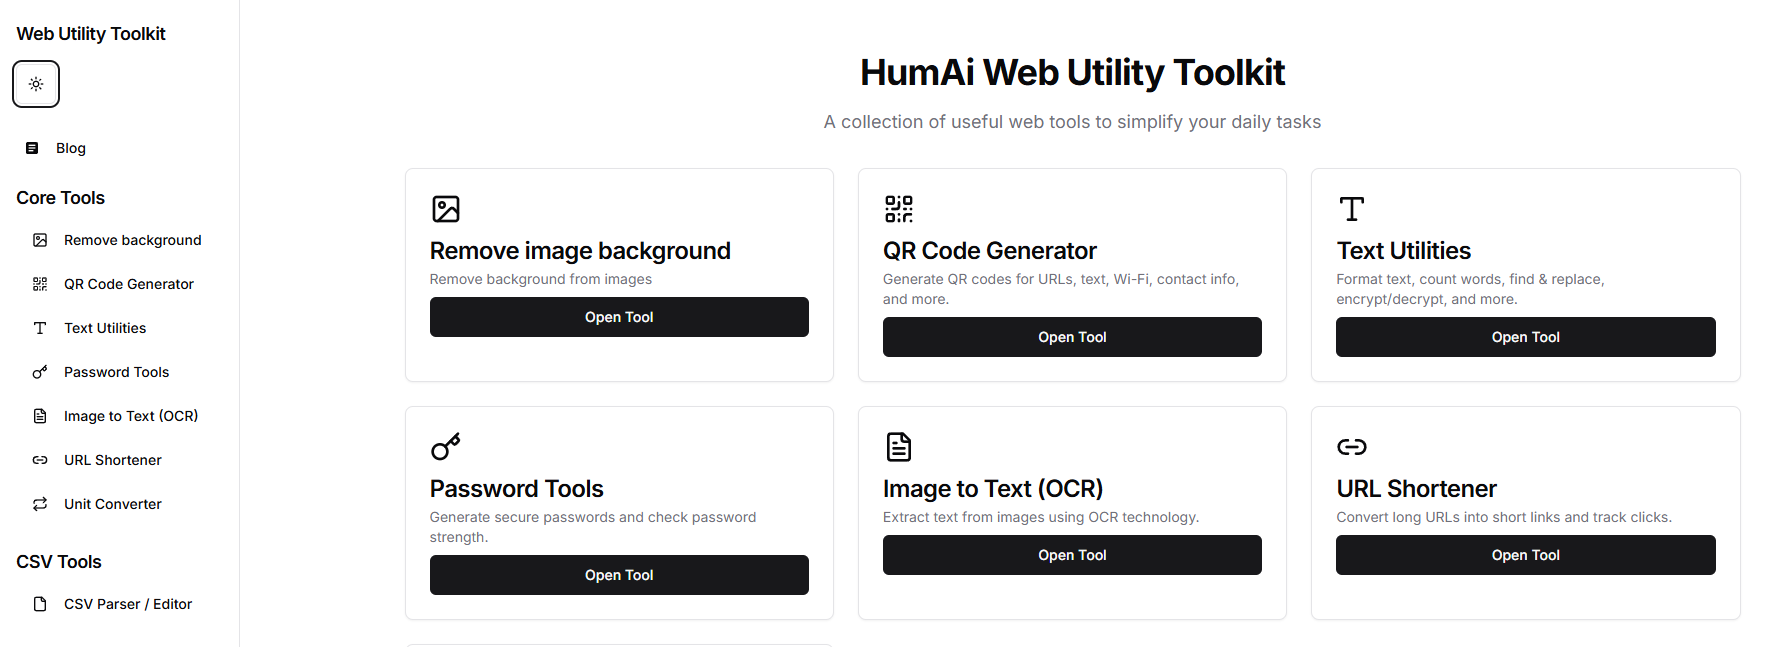 Web Utility Toolkit
Blog
Core Tools
Remove background
QR Code Generator
Text Utilities
Password Tools
Image to Text (OCR)
URL Shortener
Unit Converter
CSV Tools
CSV Parser / Editor
HumAi Web Utility Toolkit
A collection of useful web tools to simplify your daily tasks
Remove image background
Remove background from images
Open Tool
QR Code Generator
Generate QR codes for URLs, text, Wi-Fi, contact info,
and more.
Open Tool
Text Utilities
Format text, count words, find & replace,
encrypt/decrypt, and more.
Open Tool
Password Tools
Generate secure passwords and check password
strength.
Open Tool
Image to Text (OCR)
Extract text from images using OCR technology.
Open Tool
URL Shortener
Convert long URLs into short links and track clicks.
Open Tool